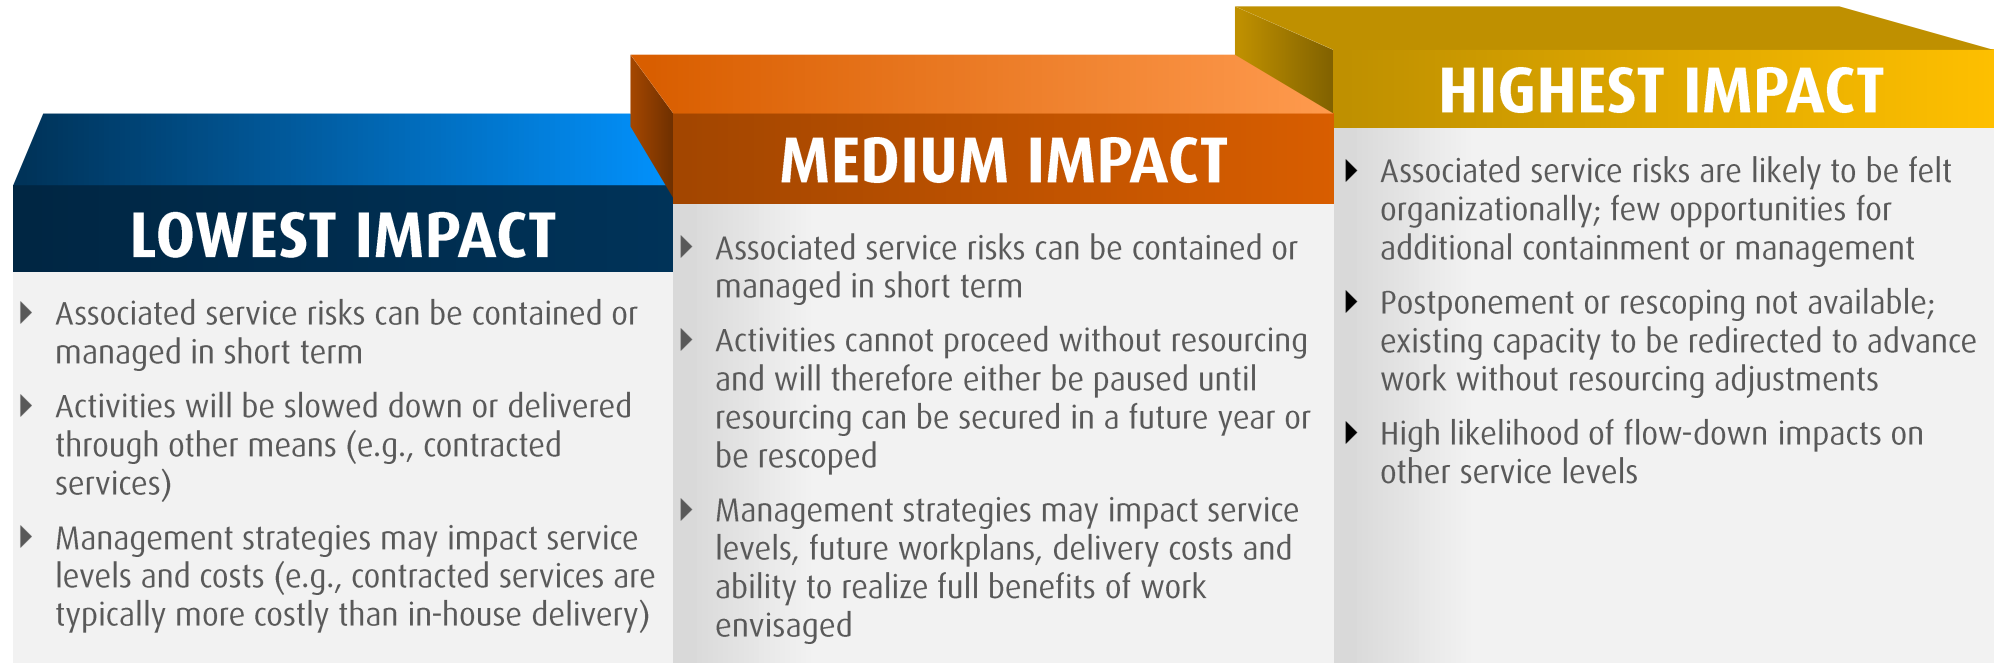 LOWEST IMPACT
Associated service risks can be contained or
managed in short term
Activities will be slowed down or delivered
through other means (e.g., contracted
services)
Management strategies may impact service
levels and costs (e.g., contracted services are
typically more costly than in-house delivery)
MEDIUM IMPACT
Associated service risks can be contained or
managed in short term
Activities cannot proceed without resourcing
and will therefore either be paused until
resourcing can be secured in a future year or
be rescoped
Management strategies may impact service
levels, future workplans, delivery costs and
ability to realize full benefits of work
envisaged
HIGHEST IMPACT
Associated service risks are likely to be felt
organizationally; few opportunities for
additional containment or management
Postponement or rescoping not available;
existing capacity to be redirected to advance
work without resourcing adjustments
High likelihood of flow-down impacts on
other service levels